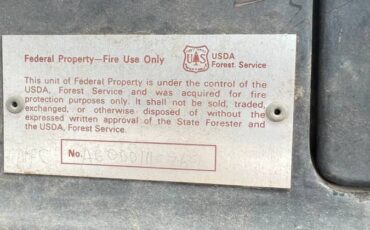 Federal Property—Fire Use Only
USDA
Forest Service
This unit of Federal Property is under the control of the
USDA, Forest Service and was acquired for fire
protection purposes only. It shall not be sold, traded,
exchanged, or otherwise disposed of without the
expressed written approval of the State Forester and
the USDA, Forest Service.
No.